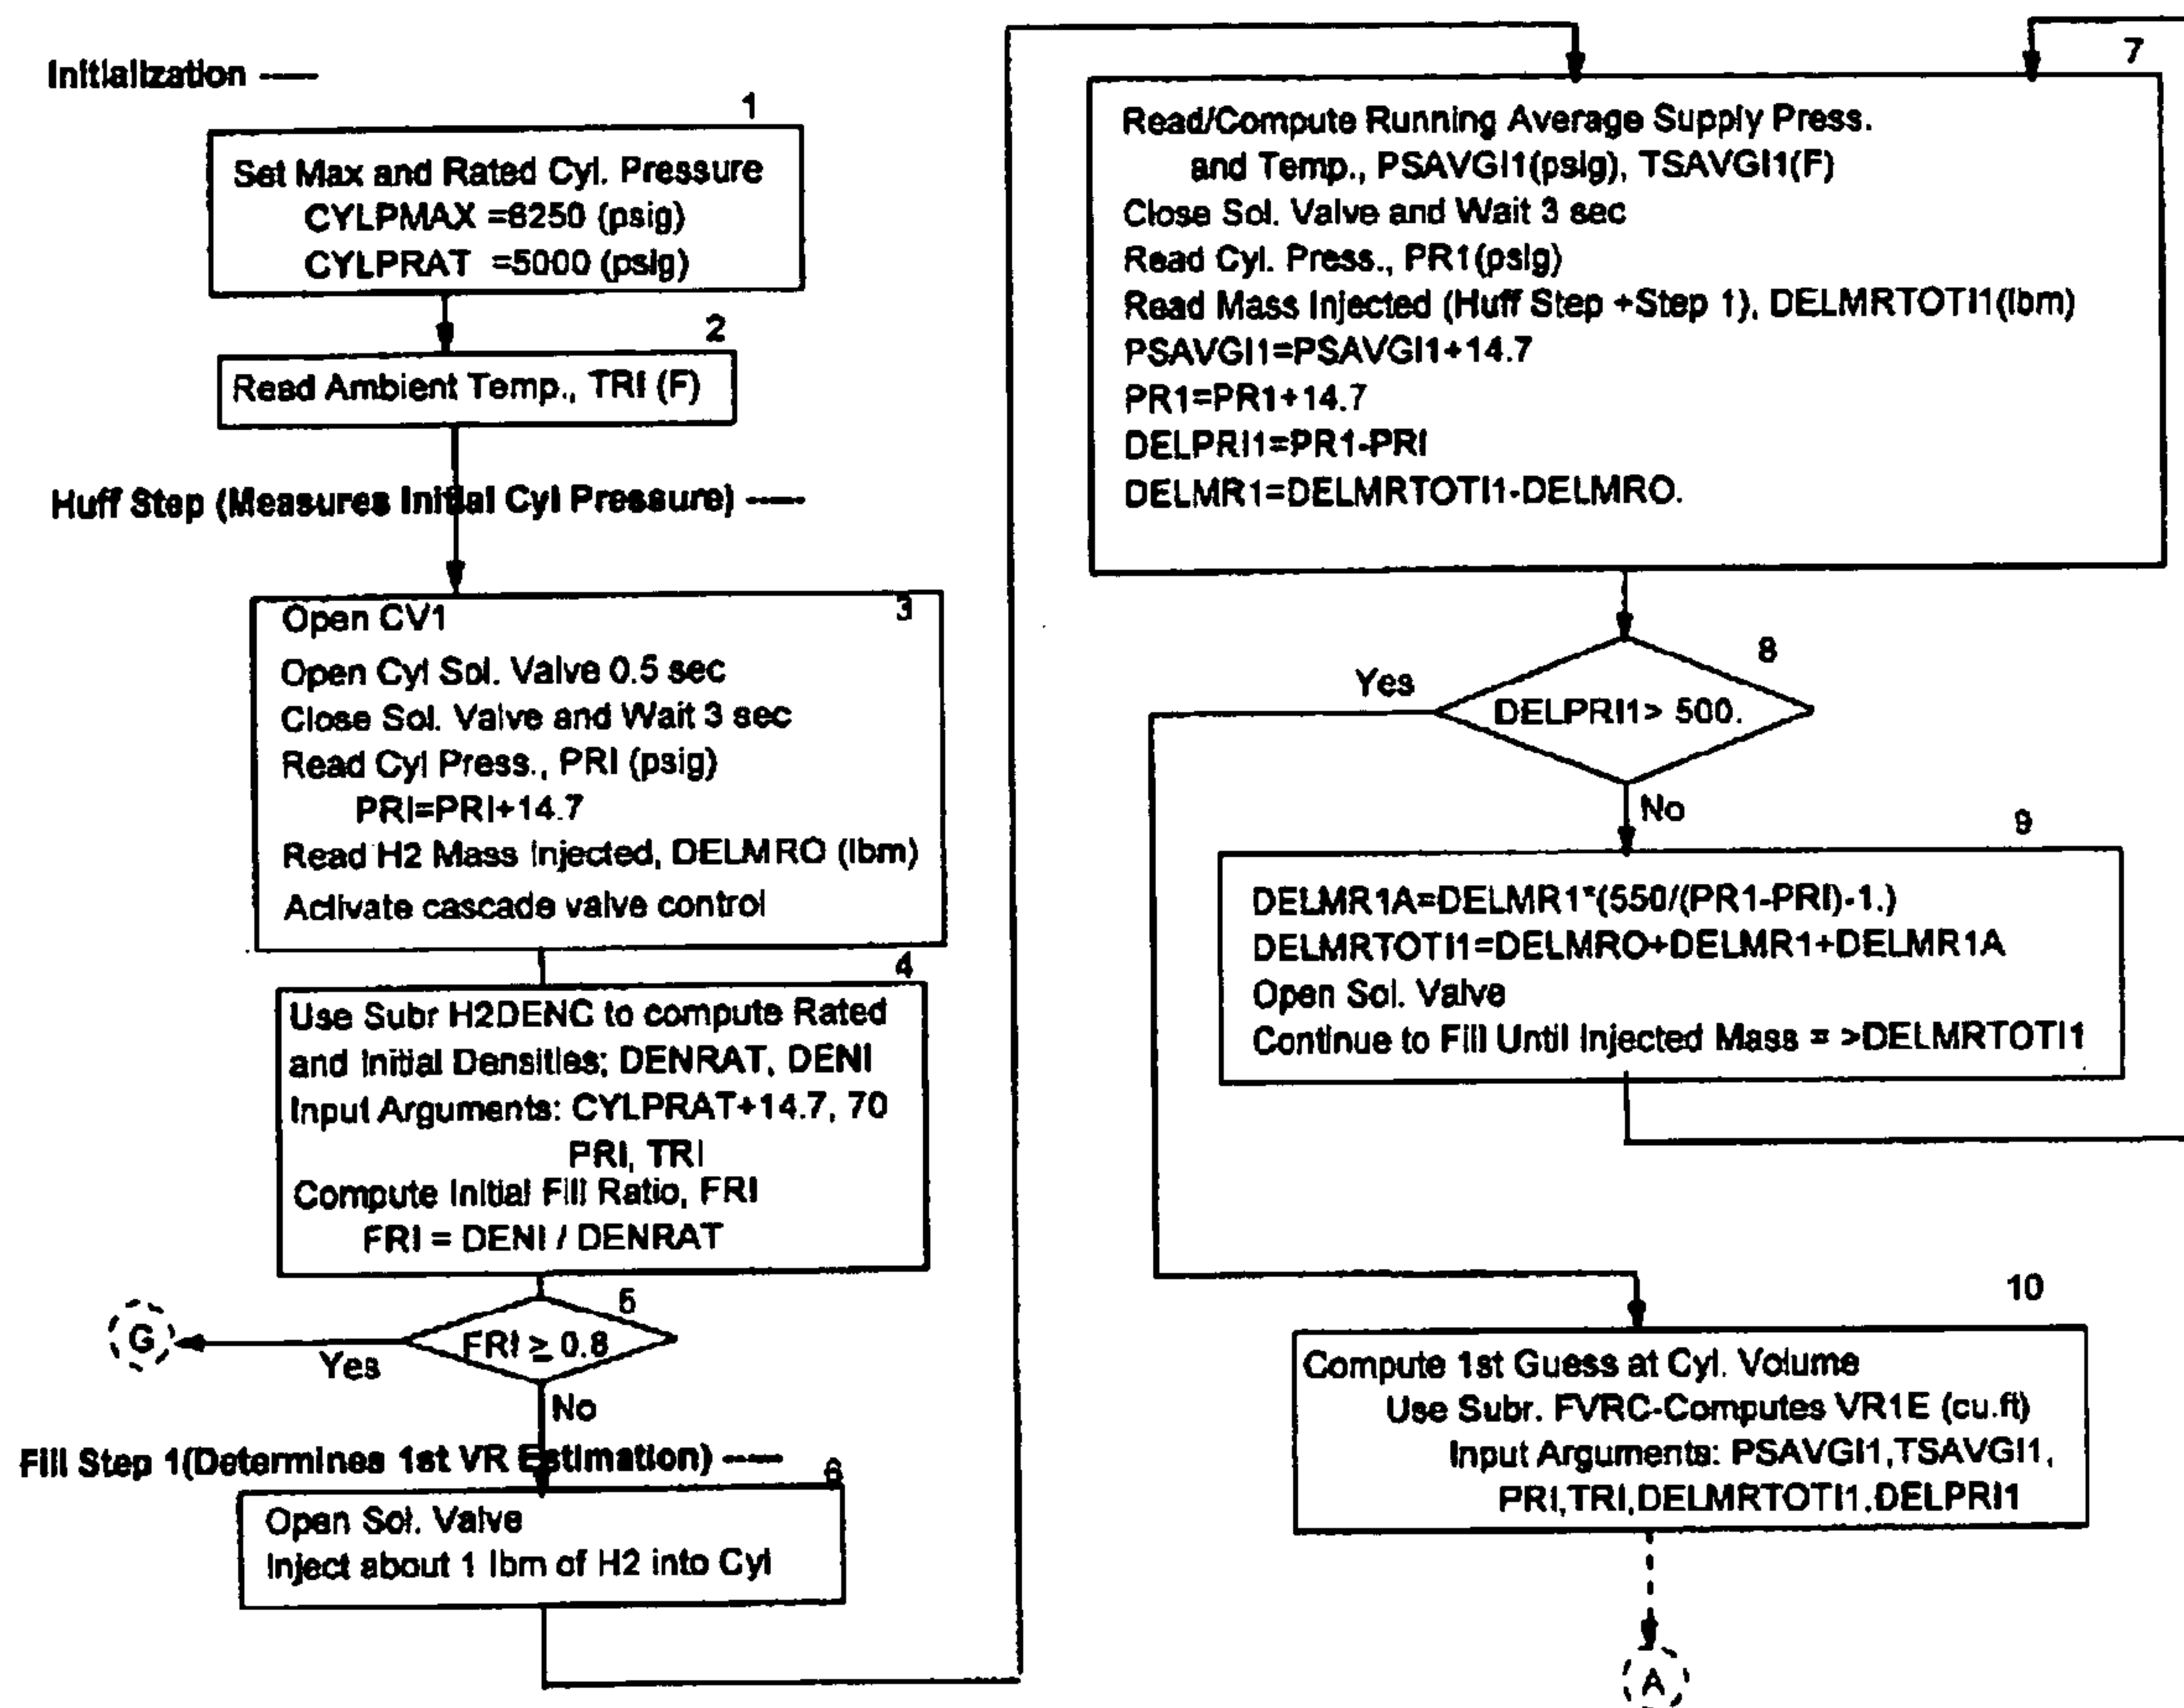 Initialization -----
1
Set Max and Rated Cyl. Pressure
CYLPMAX =6250 (psig)
CYLPRAT =5000 (psig)
2
Read Ambient Temp., TRI (F)
Huff Step (Measures Initial Cyl Pressure) -----
3
Open CV1
Open Cyl Sol. Valve 0.5 sec
Close Sol. Valve and Wait 3 sec
Read Cyl Press., PRI (psig)
PRI=PRI+14.7
Read H2 Mass Injected, DELMRO (lbm)
Activate cascade valve control
4
Use Subr H2DENC to compute Rated
and Initial Densities; DENRAT, DENI
Input Arguments: CYLPRAT+14.7, 70
PRI, TRI
Compute Initial Fill Ratio, FRI
FRI = DENI / DENRAT
5
FRI ≥ 0.8
G
Yes
No
Fill Step 1(Determines 1st VR Estimation) -----
6
Open Sol. Valve
Inject about 1 lbm of H2 into Cyl
7
Read/Compute Running Average Supply Press.
and Temp., PSAVGI1(psig), TSAVGI1(F)
Close Sol. Valve and Wait 3 sec
Read Cyl. Press., PR1(psig)
Read Mass Injected (Huff Step +Step 1), DELMRTOTI1(lbm)
PSAVGI1=PSAVGI1+14.7
PR1=PR1+14.7
DELPRI1=PR1-PRI
DELMR1=DELMRTOTI1-DELMRO.
8
Yes
DELPRI1> 500.
No
9
DELMR1A=DELMR1*(550/(PR1-PRI)-1.)
DELMRTOTI1=DELMRO+DELMR1+DELMR1A
Open Sol. Valve
Continue to Fill Until Injected Mass = >DELMRTOTI1
10
Compute 1st Guess at Cyl. Volume
Use Subr. FVRC-Computes VR1E (cu.ft)
Input Arguments: PSAVGI1,TSAVGI1,
PRI,TRI,DELMRTOTI1.DELPRI1
A